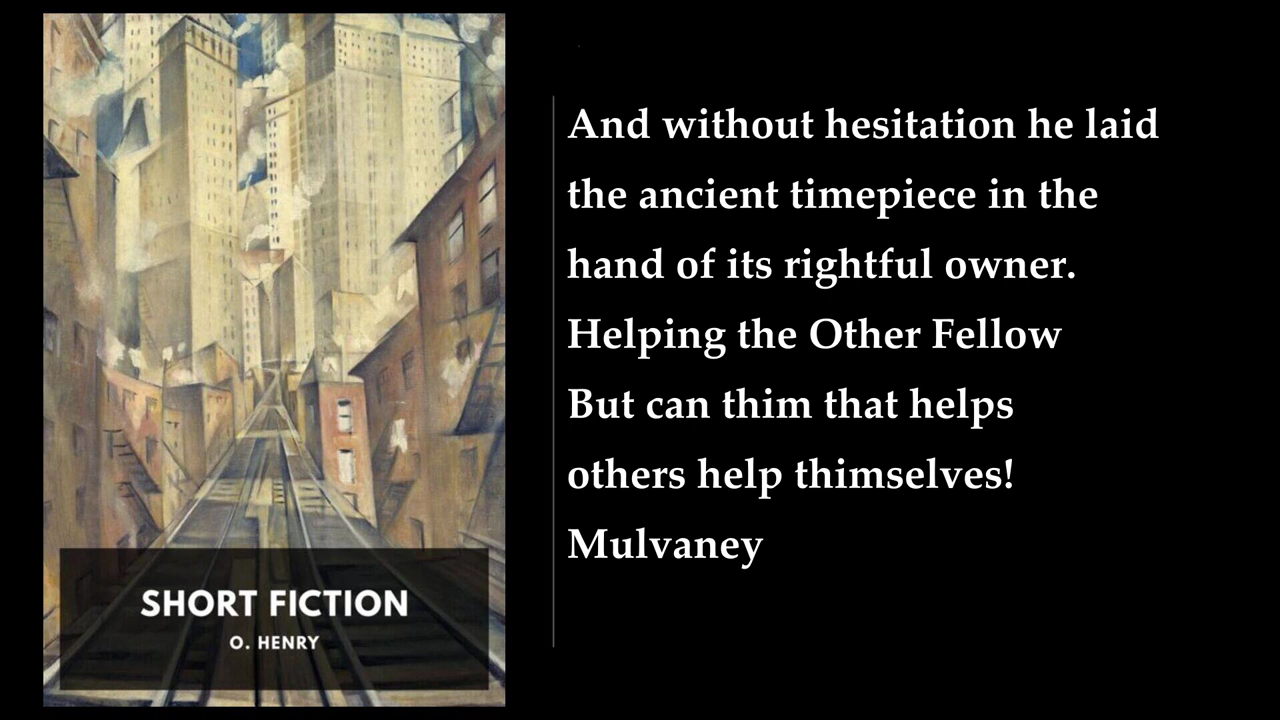 SHORT FICTION
O. HENRY
And without hesitation he laid
the ancient timepiece in the
hand of its rightful owner.
Helping the Other Fellow
But can thim that helps
others help thimselves!
Mulvaney